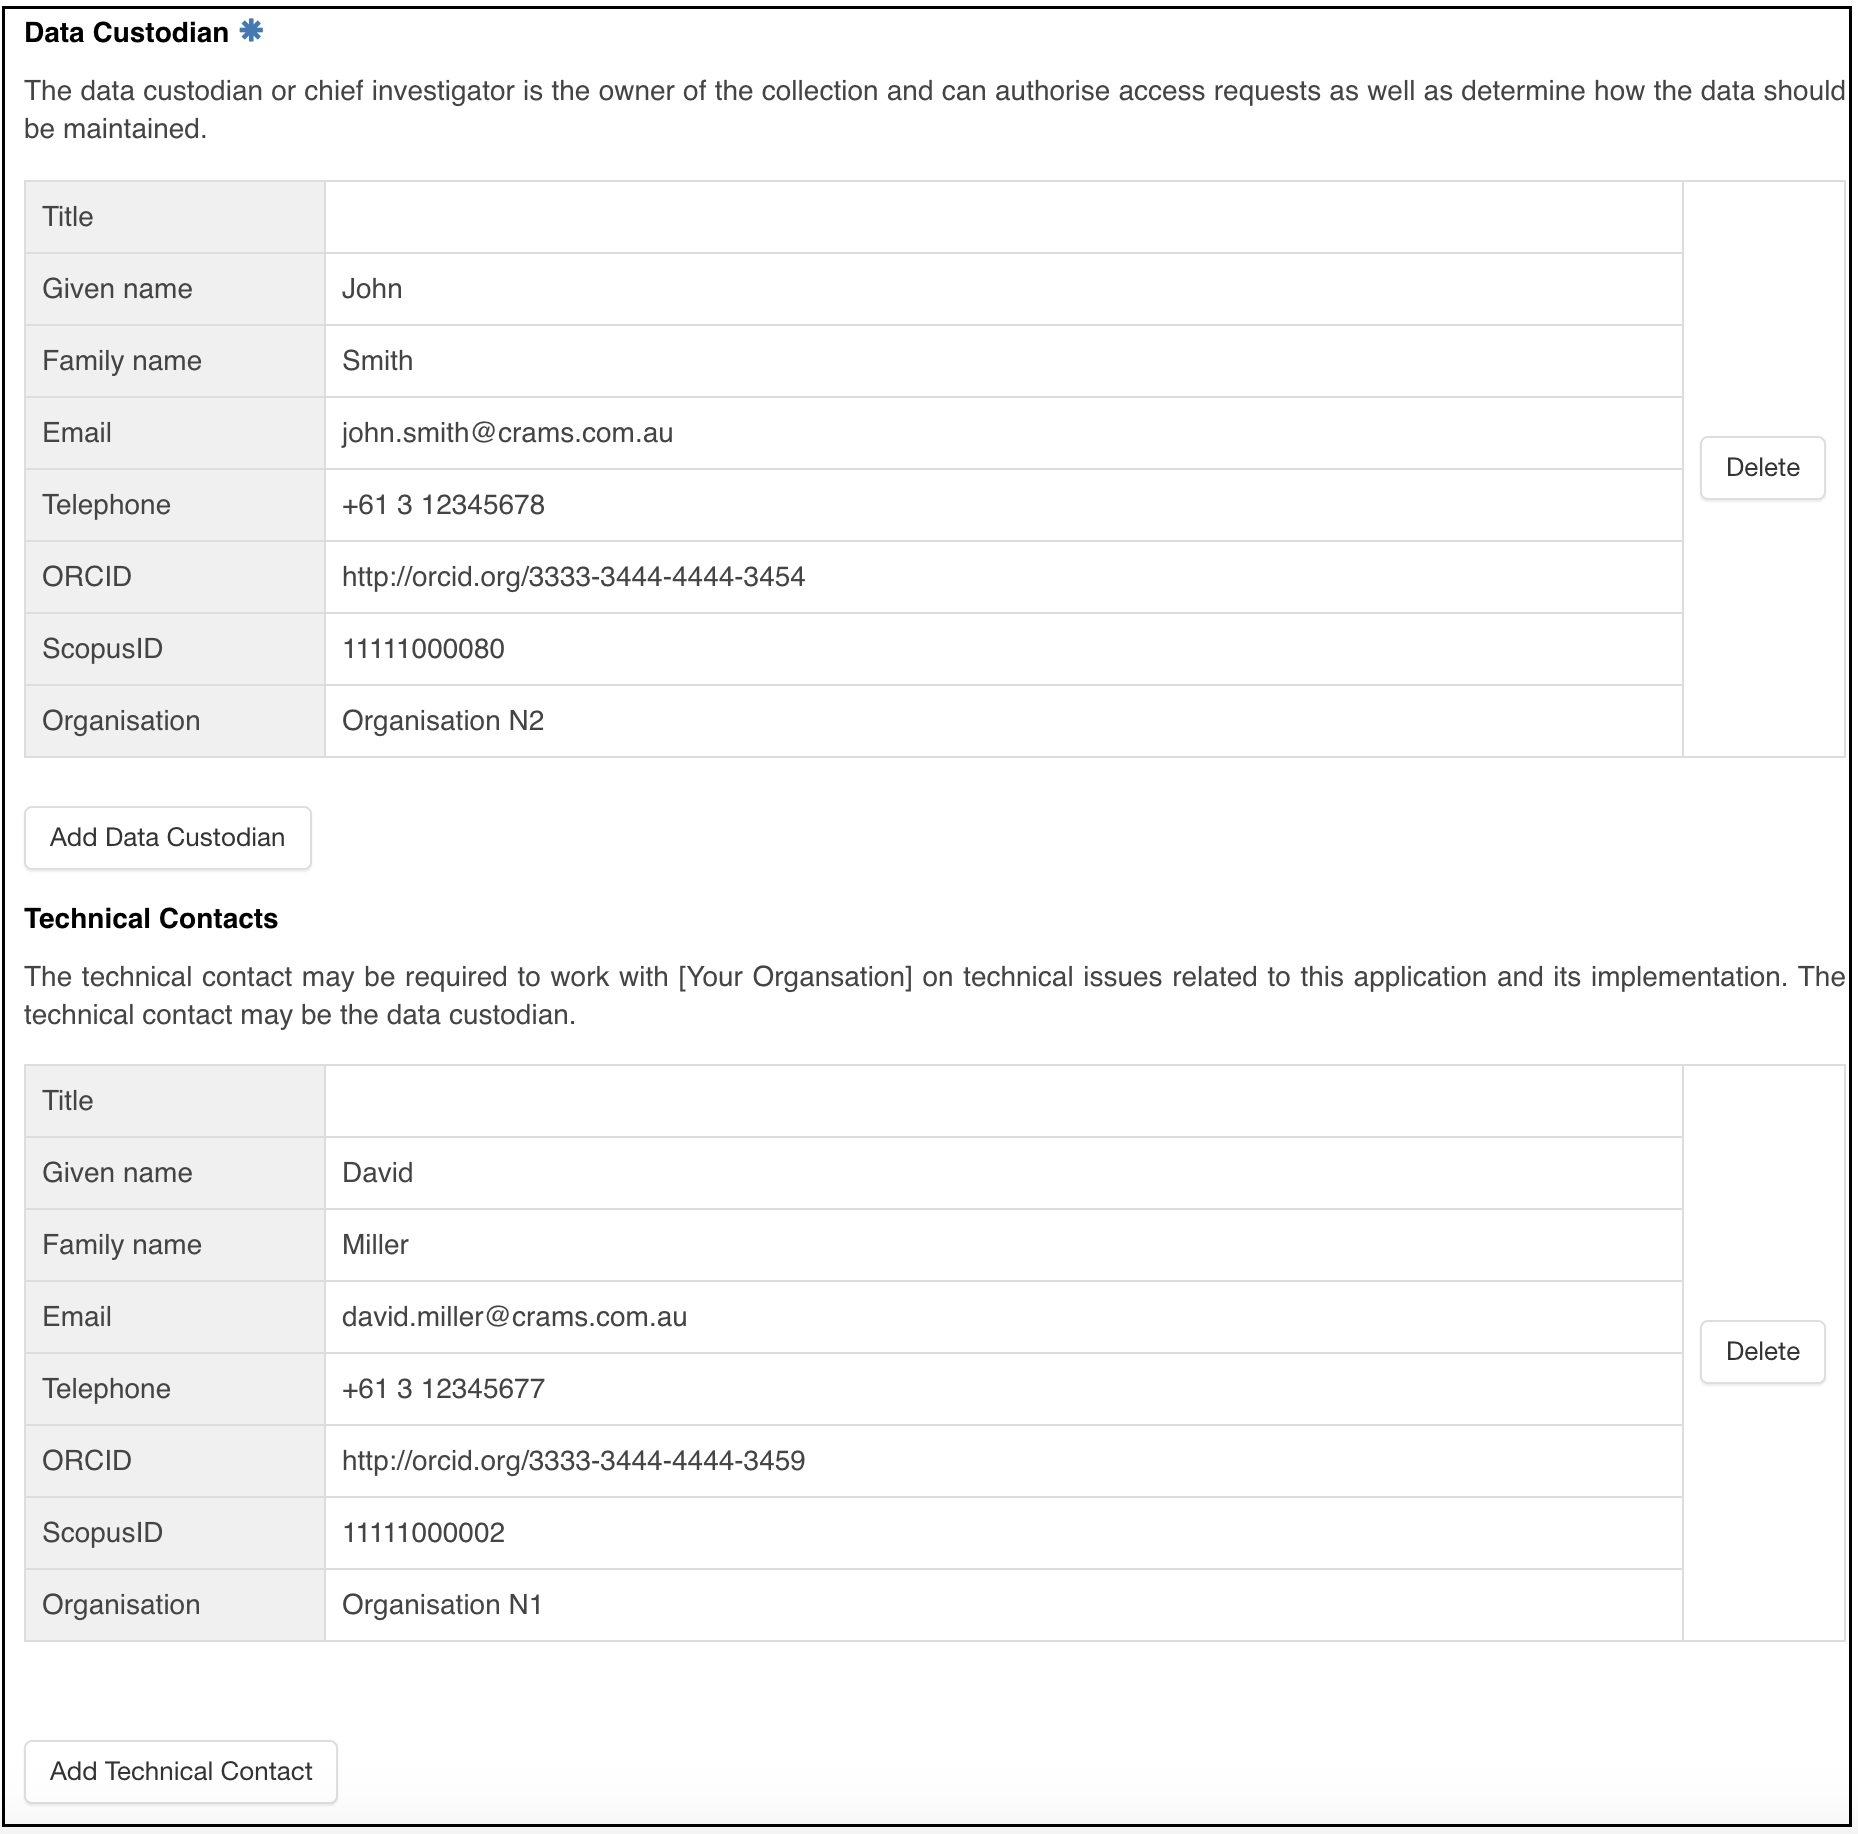 Data Custodian *
The data custodian or chief investigator is the owner of the collection and can authorise access requests as well as determine how the data should
be maintained.
Title
Given name John
Family name Smith
Email john.smith@crams.com.au
Telephone +61 3 12345678
Delete
ORCID http://orcid.org/3333-3444-4444-3454
ScopusID 11111000080
Organisation Organisation N2
Add Data Custodian
Technical Contacts
The technical contact may be required to work with [Your Organsation] on technical issues related to this application and its implementation. The
technical contact may be the data custodian.
Title
Given name David
Family name Miller
Email david.miller@crams.com.au
Telephone +61 3 12345677
Delete
ORCID http://orcid.org/3333-3444-4444-3459
ScopusID 11111000002
Organisation Organisation N1
Add Technical Contact